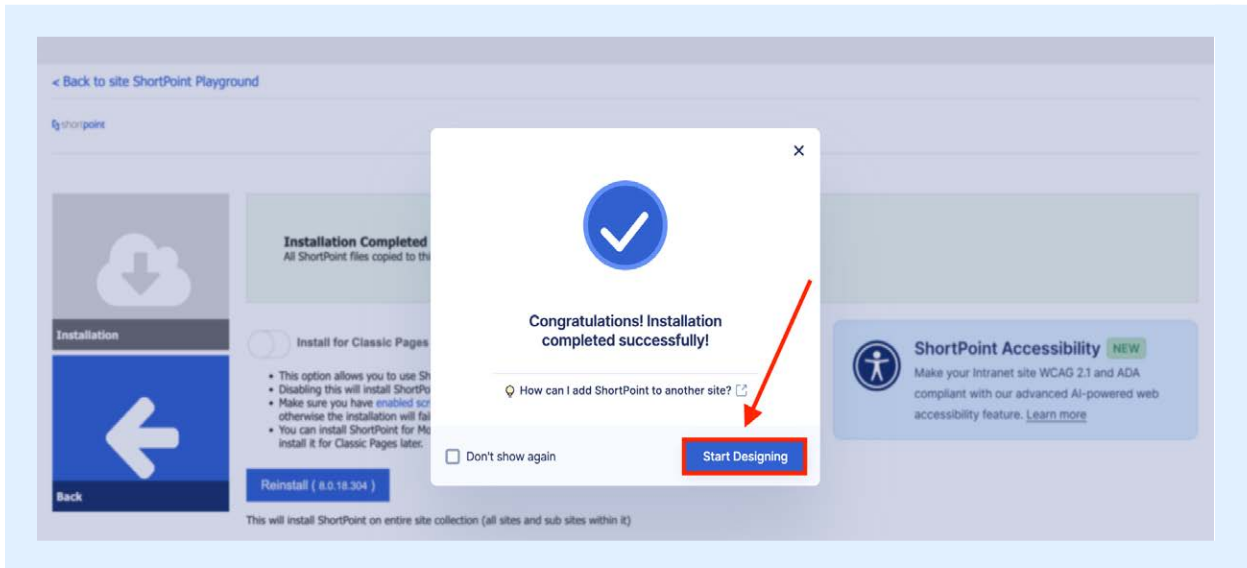 < Back to site ShortPoint Playground
shortpoint
Installation Completed
All ShortPoint files copied to thi
Installation
Install for Classic Pages
• This option allows you to use Sh
• Disabling this will install ShortPo
• Make sure you have enabled scr
otherwise the installation will fai
• You can install ShortPoint for Mo
install it for Classic Pages later.
Back
Reinstall ( 8.0.18.304 )
This will install ShortPoint on entire site collection (all sites and sub sites within it)
Congratulations! Installation
completed successfully!
How can I add ShortPoint to another site?
Don't show again
Start Designing
ShortPoint Accessibility NEW
Make your Intranet site WCAG 2.1 and ADA
compliant with our advanced AI-powered web
accessibility feature. Learn more